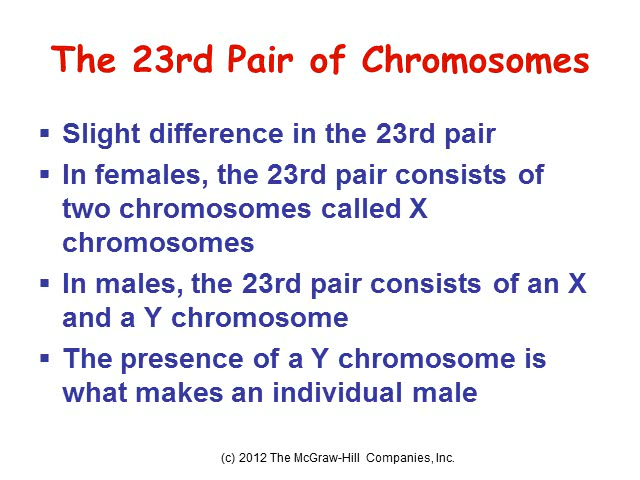 The 23rd Pair of Chromosomes
▪ Slight difference in the 23rd pair
▪ In females, the 23rd pair consists of
two chromosomes called X
chromosomes
▪ In males, the 23rd pair consists of an X
and a Y chromosome
▪ The presence of a Y chromosome is
what makes an individual male
(c) 2012 The McGraw-Hill Companies, Inc.